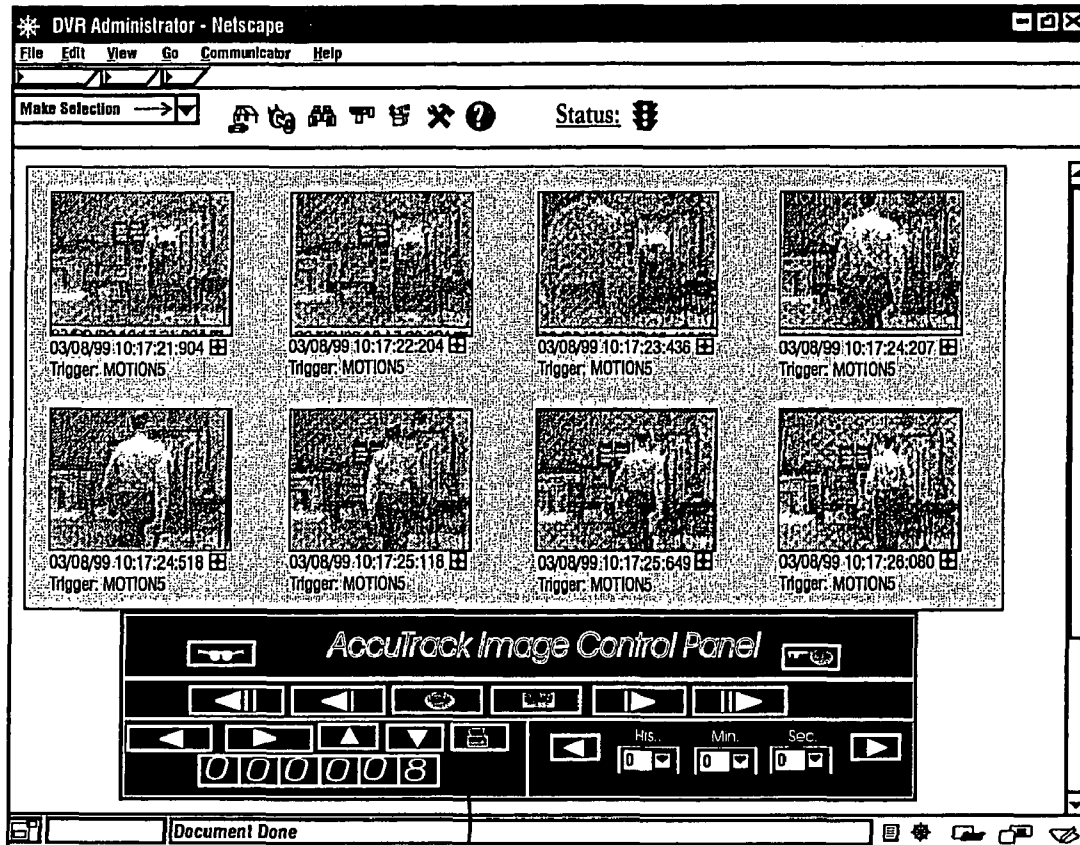 DVR Administrator - Netscape
File Edit View Go Communicator Help
Make Selection
Status:
03/08/99 10:17:21:904
03/08/99 10:17:22:204
03/08/99 10:17:23:436
03/08/99 10:17:24:207
Trigger: MOTION5
Trigger: MOTION5
Trigger: MOTION5
Trigger: MOTION5
03/08/99 10:17:24:518
03/08/99 10:17:25:118
03/08/99 10:17:25:649
03/08/99 10:17:26:080
Trigger: MOTION5
Trigger: MOTION5
Trigger: MOTION5
Trigger: MOTION5
AccuTrack Image Control Panel
Hrs.. Min. Sec.
0 0 0
000008
Document Done